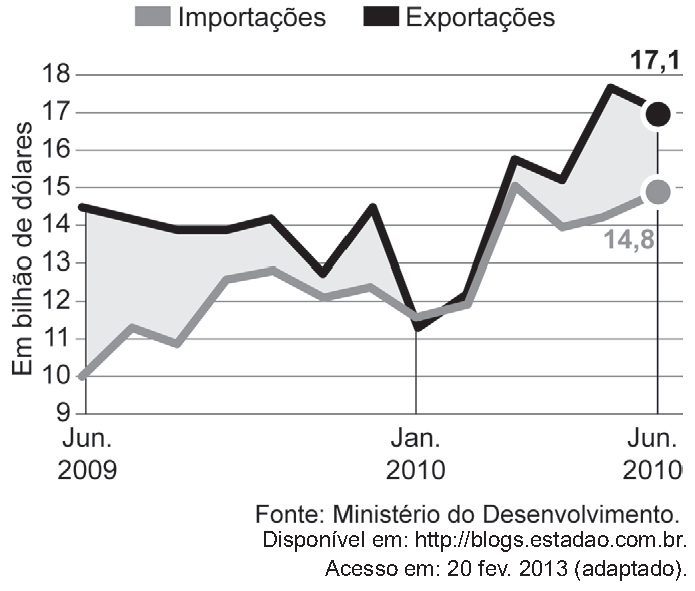 Importações Exportações
17,1
18
17
16
15
14
13
12
11
10
9
14,8
Em bilhão de dólares
Jun. Jan. Jun.
2009 2010 2010
Fonte: Ministério do Desenvolvimento.
Disponível em: http://blogs.estadao.com.br.
Acesso em: 20 fev. 2013 (adaptado).